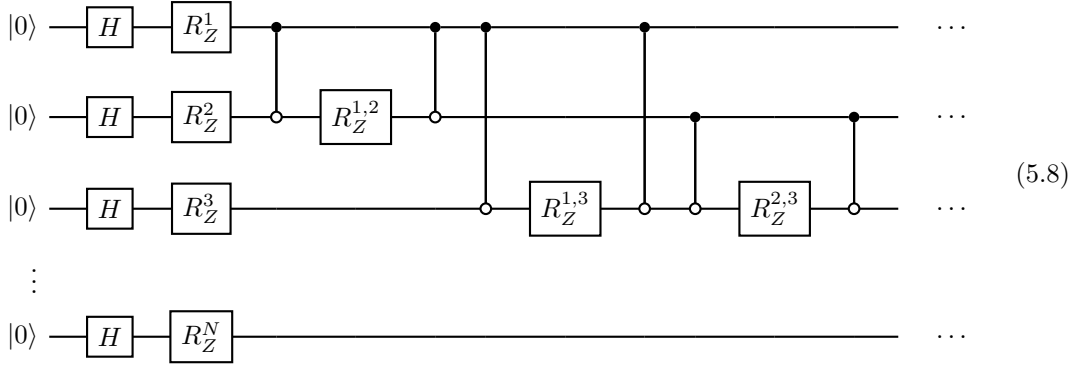 |0⟩ H R_Z^1 ···
|0⟩ H R_Z^2 R_Z^{1,2} ···
(5.8)
|0⟩ H R_Z^3 R_Z^{1,3} R_Z^{2,3} ···
⋮
|0⟩ H R_Z^N ···